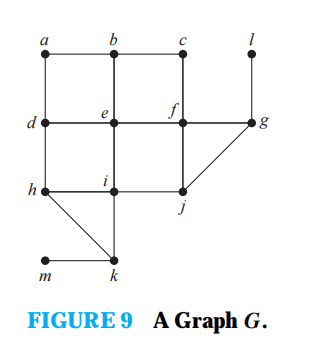 a b c l
d e f g
h i j
m k
FIGURE 9 A Graph G.